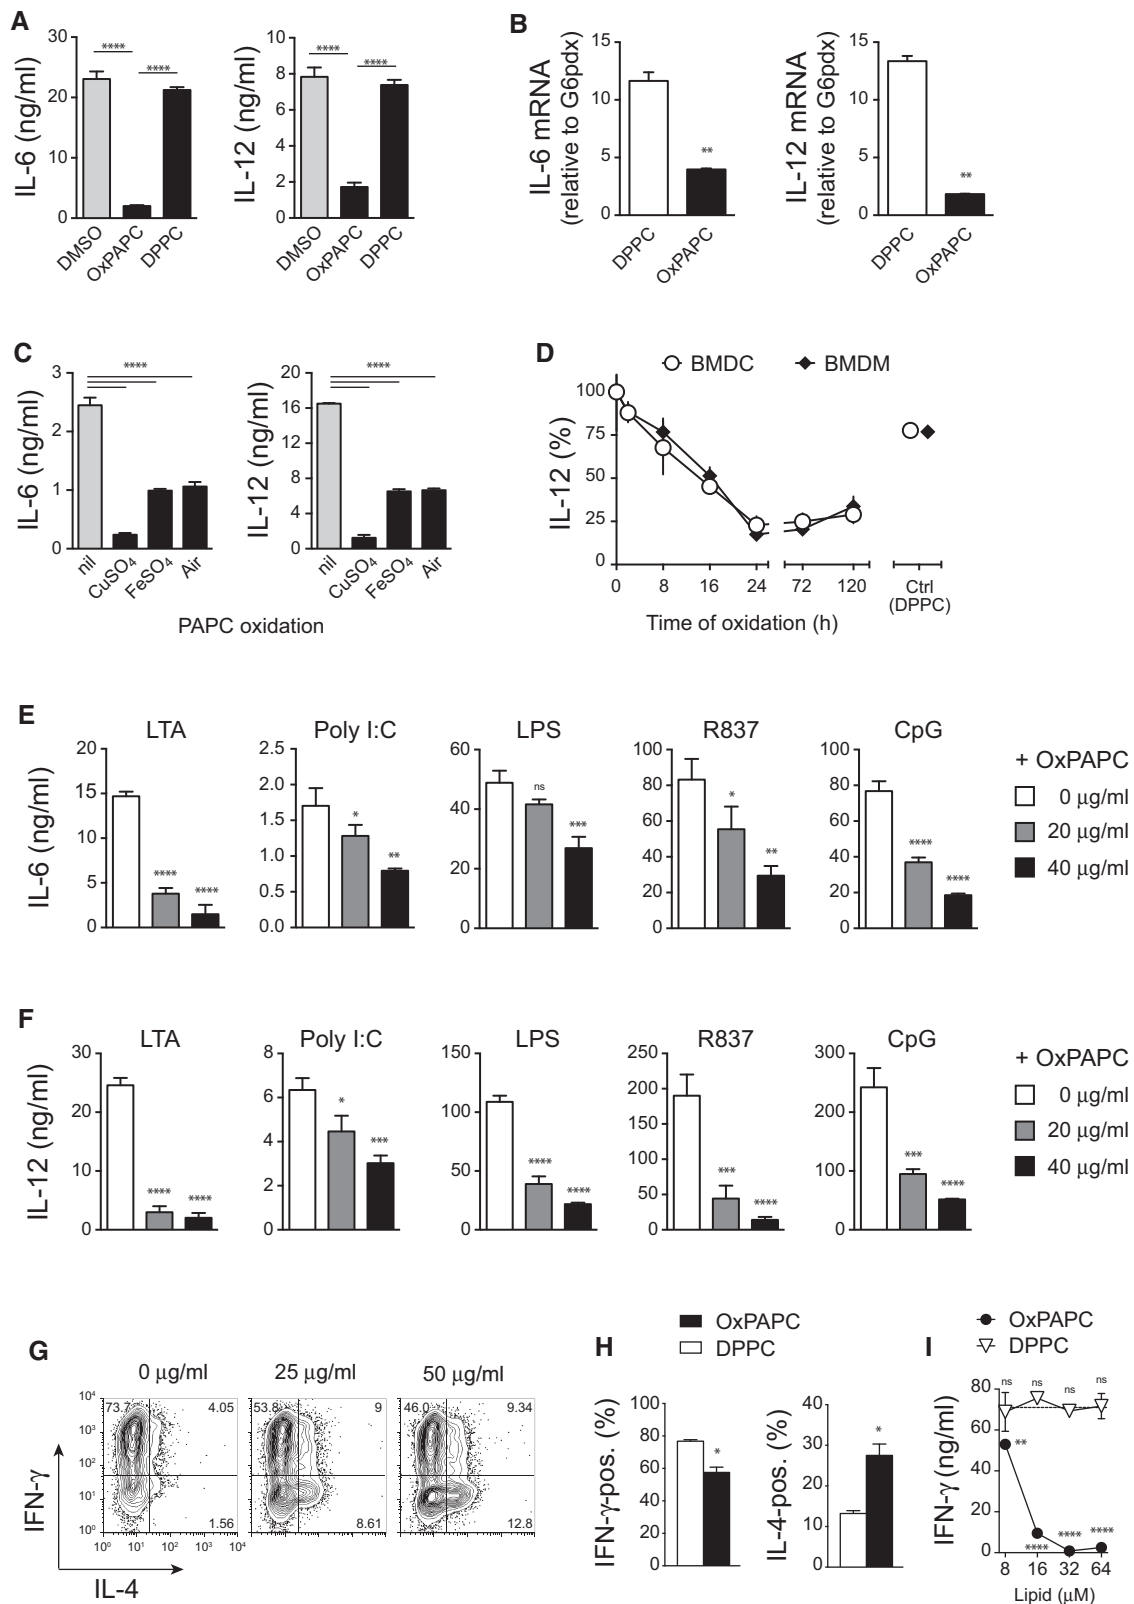 A
IL-6 (ng/ml)
30
20
10
0
DMSO
OxPAPC
DPPC
****
****
IL-12 (ng/ml)
10
8
6
4
2
0
DMSO
OxPAPC
DPPC
****
****
B
IL-6 mRNA
(relative to G6pdx)
15
10
5
0
DPPC
OxPAPC
**
IL-12 mRNA
(relative to G6pdx)
15
10
5
0
DPPC
OxPAPC
**
C
IL-6 (ng/ml)
3
2
1
0
****
nil
CuSO4
FeSO4
Air
IL-12 (ng/ml)
20
16
12
8
4
0
****
nil
CuSO4
FeSO4
Air
PAPC oxidation
D
BMDC
BMDM
IL-12 (%)
100
75
50
25
0
0 8 16 24 72 120 Ctrl
(DPPC)
Time of oxidation (h)
E
IL-6 (ng/ml)
LTA
20
15
10
5
0
****
****
Poly I:C
2.5
2.0
1.5
1.0
0.5
0.0
*
**
LPS
60
40
20
0
ns
***
R837
100
80
60
40
20
0
*
**
CpG
100
80
60
40
20
0
****
****
+ OxPAPC
0 μg/ml
20 μg/ml
40 μg/ml
F
IL-12 (ng/ml)
LTA
30
20
10
0
****
****
Poly I:C
8
6
4
2
0
*
***
LPS
150
100
50
0
****
****
R837
250
200
150
100
50
0
***
****
CpG
300
200
100
0
***
****
+ OxPAPC
0 μg/ml
20 μg/ml
40 μg/ml
G
0 μg/ml
25 μg/ml
50 μg/ml
10⁴
10³
10²
10¹
10⁰
73.7 4.05
1.56
53.8 9
8.61
46.0 9.34
12.8
10⁰ 10¹ 10² 10³ 10⁴
IFN-γ
IL-4
H
OxPAPC
DPPC
IFN-γ-pos. (%)
100
80
60
40
20
0
*
IL-4-pos. (%)
40
30
20
10
0
*
I
OxPAPC
DPPC
IFN-γ (ng/ml)
80
60
40
20
0
ns ns ns ns
**
****
****
****
8 16 32 64
Lipid (μM)